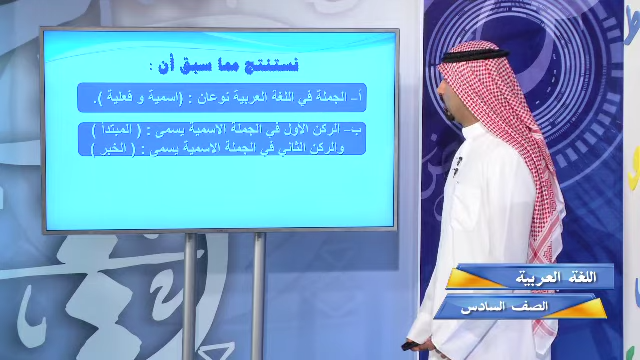 نستنتج مما سبق أن :
أ– الجملة في اللغة العربية نوعان : (اسمية و فعلية ).
ب– الركن الأول في الجملة الاسمية يسمى : ( المبتدأ )
والركن الثاني في الجملة الاسمية يسمى : ( الخبر )
اللغة العربية
الصف السادس